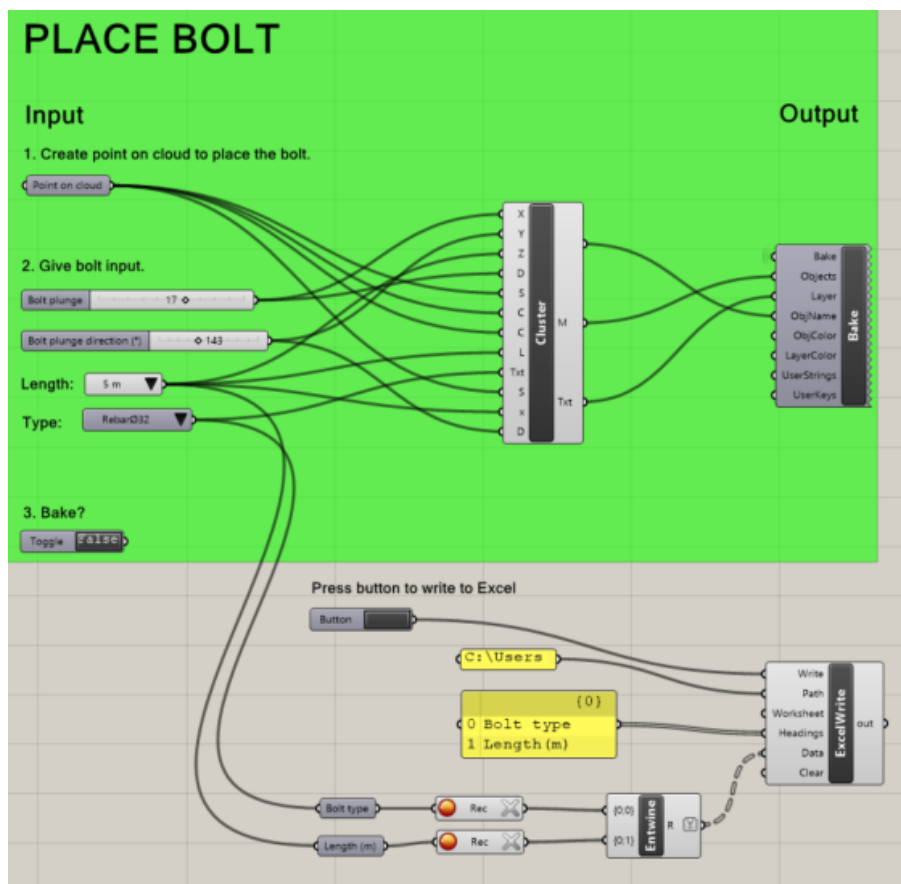 PLACE BOLT
Input
Output
1. Create point on cloud to place the bolt.
Point on cloud
2. Give bolt input.
Bolt plunge 17
Bolt plunge direction (°) 143
Length: 5 m
Type: RebarØ32
X
Y
Z
D
S
C
C
L
Txt
S
x
D
Cluster
M
Txt
Bake
Objects
Layer
ObjName
ObjColor
LayerColor
UserStrings
UserKeys
Bake
3. Bake?
Toggle False
Press button to write to Excel
Button
C:\Users
{0}
0 Bolt type
1 Length(m)
Write
Path
Worksheet
Headings
Data
Clear
ExcelWrite
out
Bolt type
Rec
Length (m)
Rec
{0;0}
{0;1}
Entwine
R